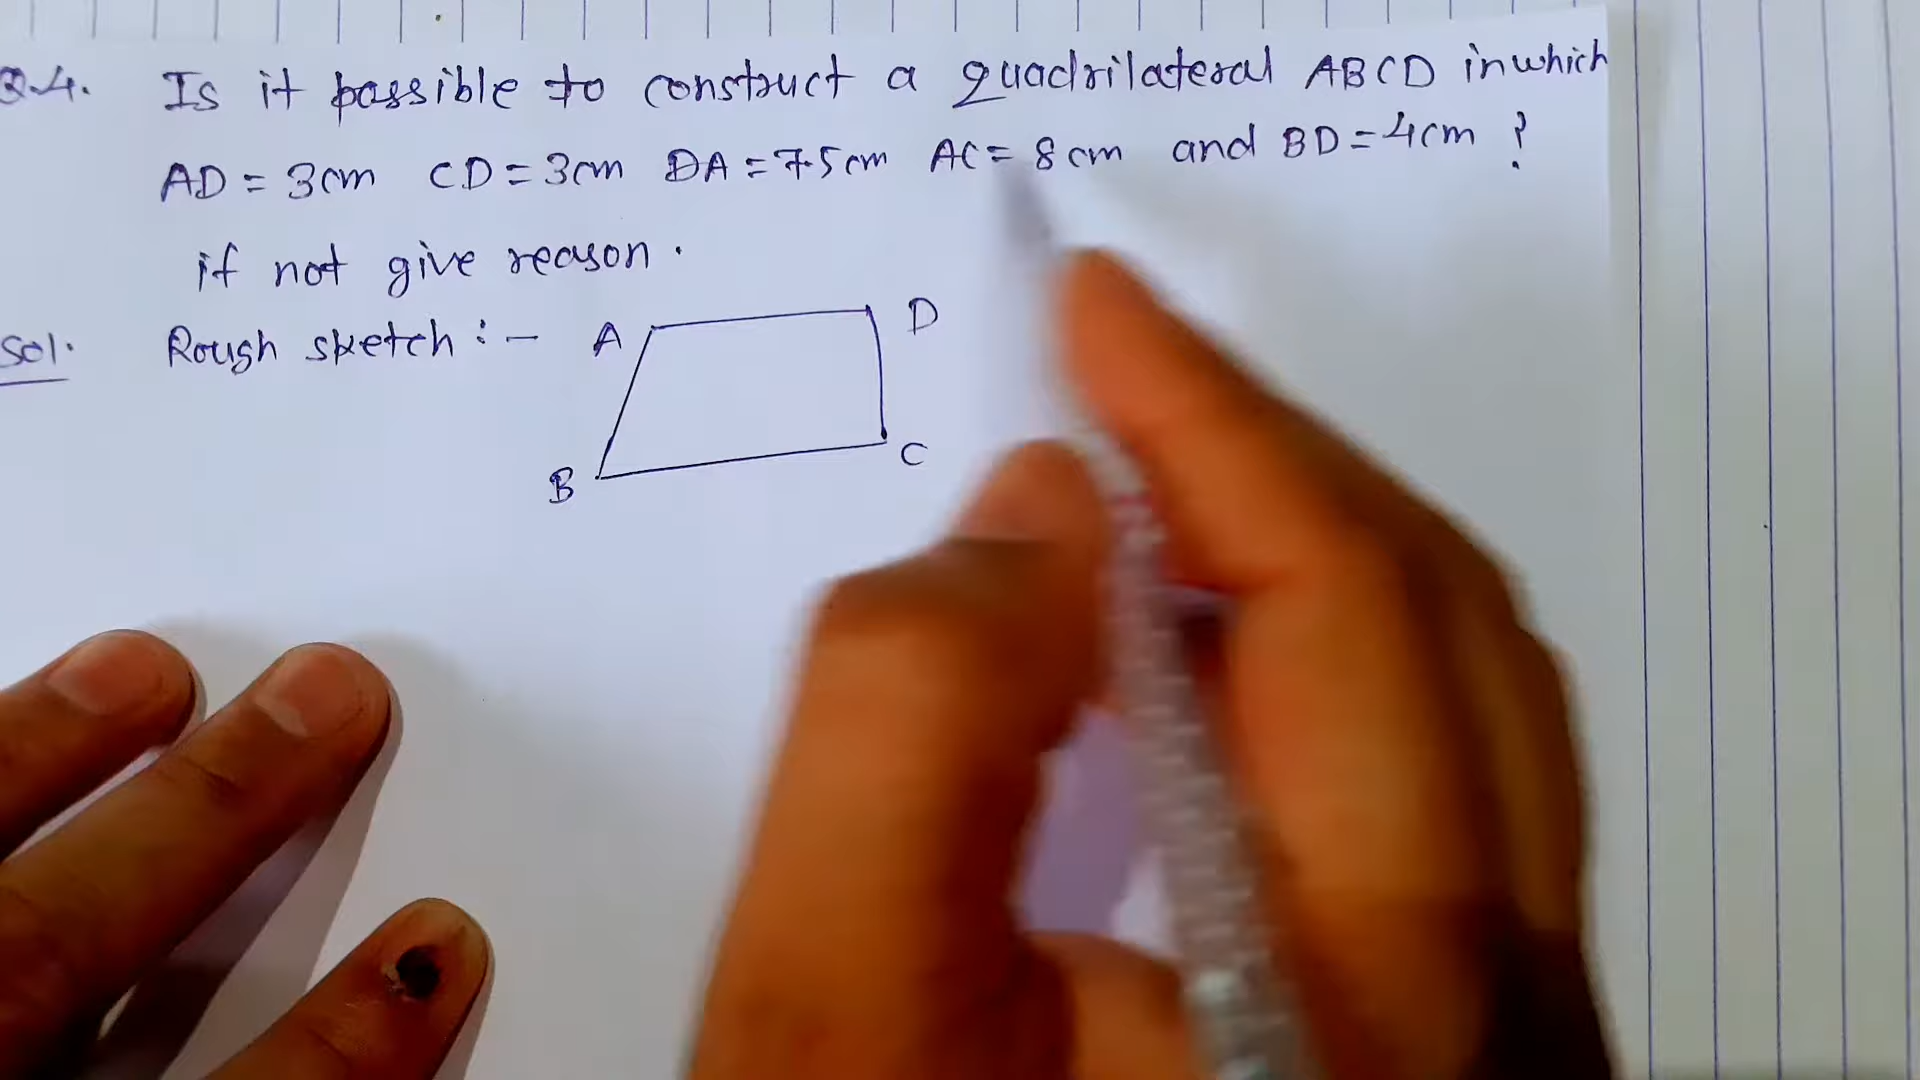 Q.4. Is it possible to construct a quadrilateral ABCD in which
AD = 3cm CD = 3cm DA = 7.5cm AC = 8cm and BD = 4cm ?
if not give reason.
Sol. Rough sketch :- A D
B C